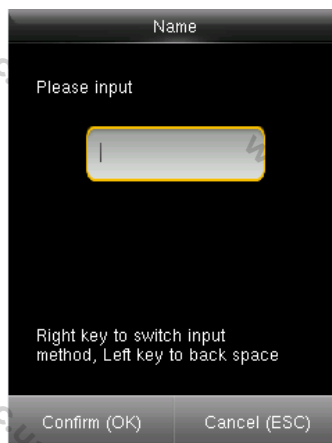 Name
Please input
Right key to switch input
method, Left key to back space
Confirm (OK)
Cancel (ESC)